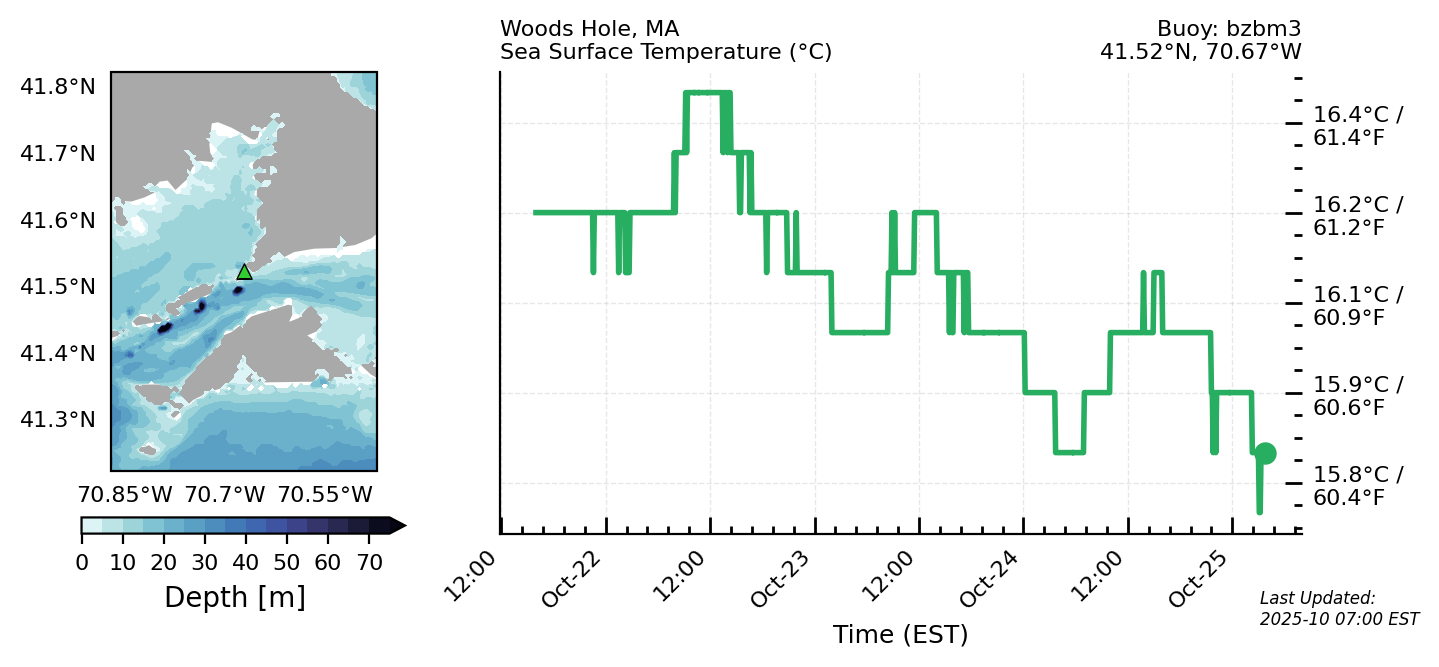 Woods Hole, MA
Sea Surface Temperature (°C)
Buoy: bzbm3
41.52°N, 70.67°W
41.8°N
41.7°N
41.6°N
41.5°N
41.4°N
41.3°N
70.85°W 70.7°W 70.55°W
0 10 20 30 40 50 60 70
Depth [m]
16.4°C /
61.4°F
16.2°C /
61.2°F
16.1°C /
60.9°F
15.9°C /
60.6°F
15.8°C /
60.4°F
12:00 Oct-22 12:00 Oct-23 12:00 Oct-24 12:00 Oct-25
Time (EST)
Last Updated:
2025-10 07:00 EST